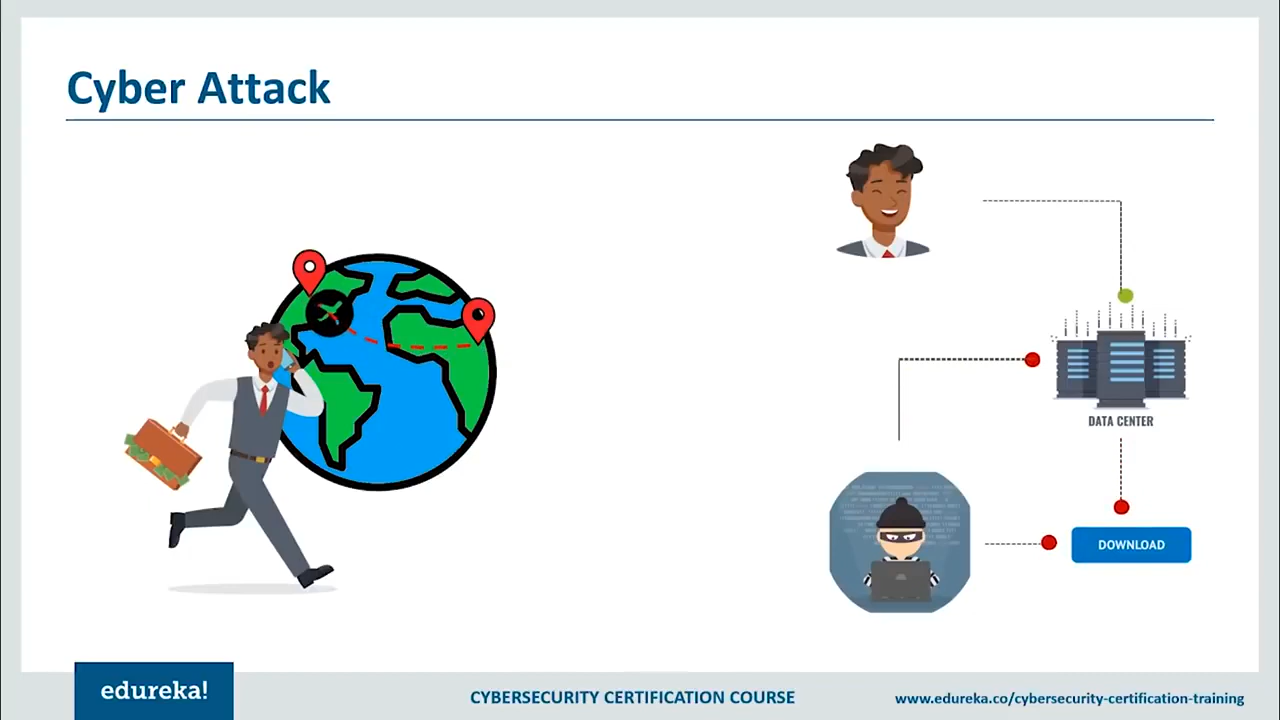 Cyber Attack
DATA CENTER
DOWNLOAD
edureka!
CYBERSECURITY CERTIFICATION COURSE
www.edureka.co/cybersecurity-certification-training